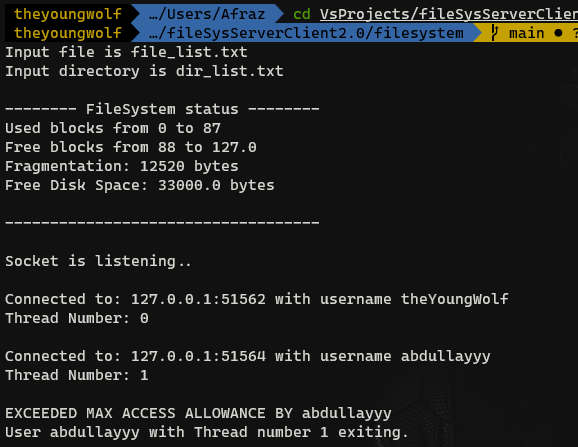 theyoungwolf …/Users/Afraz cd VsProjects/fileSysServerClien
theyoungwolf …/fileSysServerClient2.0/filesystem main ● ?
Input file is file_list.txt
Input directory is dir_list.txt
-------- FileSystem status --------
Used blocks from 0 to 87
Free blocks from 88 to 127.0
Fragmentation: 12520 bytes
Free Disk Space: 33000.0 bytes
-----------------------------------
Socket is listening..
Connected to: 127.0.0.1:51562 with username theYoungWolf
Thread Number: 0
Connected to: 127.0.0.1:51564 with username abdullayyy
Thread Number: 1
EXCEEDED MAX ACCESS ALLOWANCE BY abdullayyy
User abdullayyy with Thread number 1 exiting.